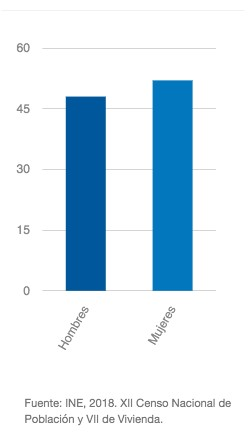 60
45
30
15
0
Hombres
Mujeres
Fuente: INE, 2018. XII Censo Nacional de
Población y VII de Vivienda.